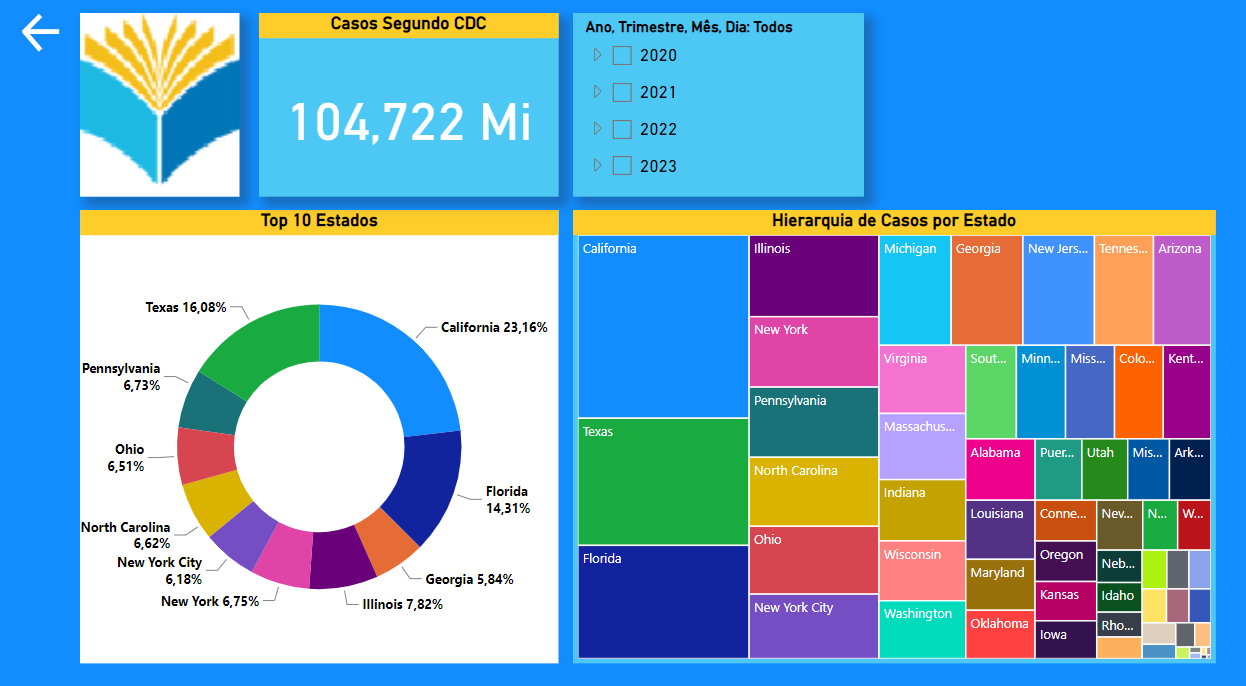 Casos Segundo CDC
104,722 Mi
Ano, Trimestre, Mês, Dia: Todos
2020
2021
2022
2023
Top 10 Estados
Texas 16,08%
California 23,16%
Pennsylvania
6,73%
Ohio
6,51%
Florida
14,31%
North Carolina
6,62%
New York City
6,18%
New York 6,75%
Illinois 7,82%
Georgia 5,84%
Hierarquia de Casos por Estado
California
Texas
Florida
Illinois
New York
Pennsylvania
North Carolina
Ohio
New York City
Michigan
Georgia
New Jers...
Tennes...
Arizona
Virginia
Massachus...
Indiana
Wisconsin
Washington
Sout...
Minn...
Miss...
Colo...
Kent...
Alabama
Louisiana
Maryland
Oklahoma
Puer...
Utah
Mis...
Ark...
Conne...
Oregon
Kansas
Iowa
Nev...
N...
W...
Neb...
Idaho
Rho...